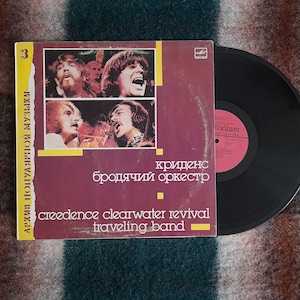 3
АРХИВ ПОПУЛЯРНОЙ МУЗЫКИ
криденс
бродячий оркестр
creedence clearwater revival
traveling band